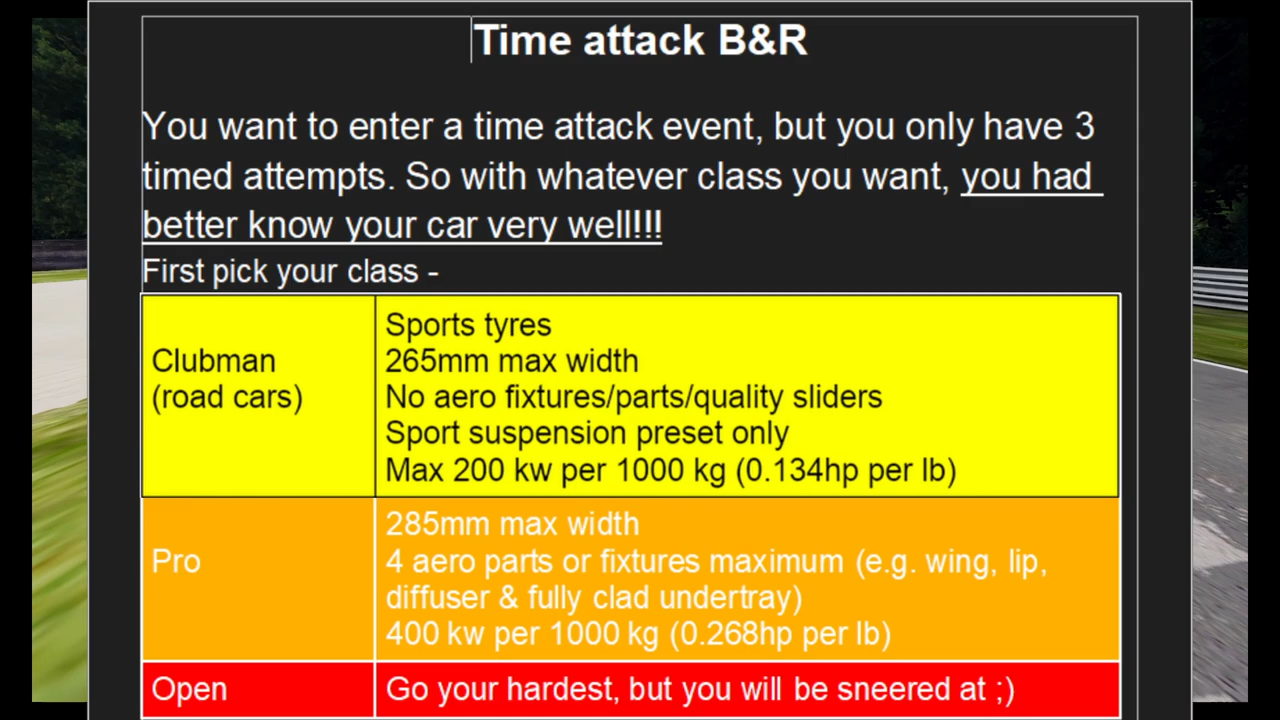 Time attack B&R
You want to enter a time attack event, but you only have 3
timed attempts. So with whatever class you want, you had
better know your car very well!!!
First pick your class -
Clubman
(road cars)
Sports tyres
265mm max width
No aero fixtures/parts/quality sliders
Sport suspension preset only
Max 200 kw per 1000 kg (0.134hp per lb)
Pro
285mm max width
4 aero parts or fixtures maximum (e.g. wing, lip,
diffuser & fully clad undertray)
400 kw per 1000 kg (0.268hp per lb)
Open
Go your hardest, but you will be sneered at ;)